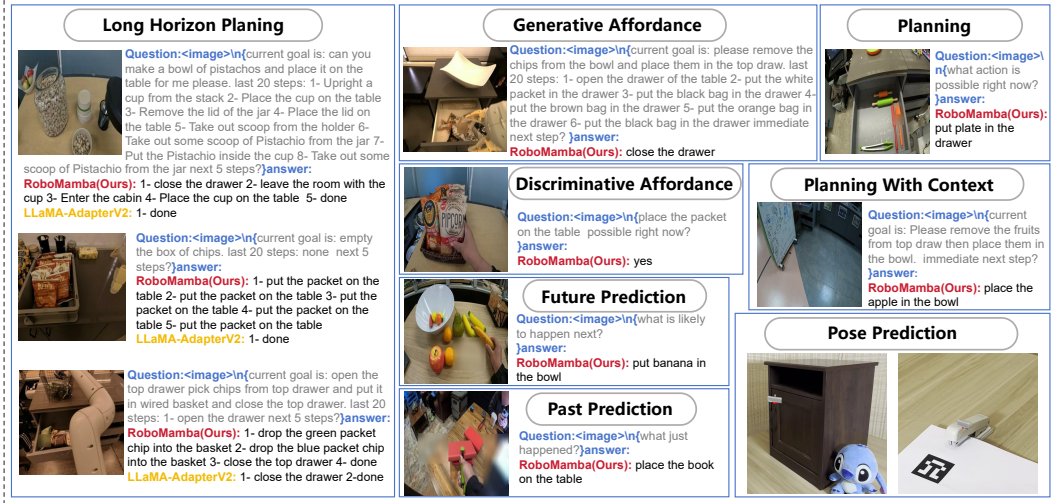 Long Horizon Planing
Question:<image>\n{current goal is: can you
make a bowl of pistachos and place it on the
table for me please. last 20 steps: 1- Upright a
cup from the stack 2- Place the cup on the table
3- Remove the lid of the jar 4- Place the lid on
the table 5- Take out scoop from the holder 6-
Take out some scoop of Pistachio from the jar 7-
Put the Pistachio inside the cup 8- Take out some
scoop of Pistachio from the jar next 5 steps?}answer:
RoboMamba(Ours): 1- close the drawer 2- leave the room with the
cup 3- Enter the cabin 4- Place the cup on the table  5- done
LLaMA-AdapterV2: 1- done
Question:<image>\n{current goal is: empty
the box of chips. last 20 steps: none  next 5
steps?}answer:
RoboMamba(Ours): 1- put the packet on the
table 2- put the packet on the table 3- put the
packet on the table 4- put the packet on the
table 5- put the packet on the table
LLaMA-AdapterV2: 1- done
Question:<image>\n{current goal is: open the
top drawer pick chips from top drawer and put it
in wired basket and close the top drawer. last 20
steps: 1- open the drawer next 5 steps?}answer:
RoboMamba(Ours): 1- drop the green packet
chip into the basket 2- drop the blue packet chip
into the basket 3- close the top drawer 4- done
LLaMA-AdapterV2: 1- close the drawer 2-done
Generative Affordance
Question:<image>\n{current goal is: please remove the
chips from the bowl and place them in the top draw. last
20 steps: 1- open the drawer of the table 2- put the white
packet in the drawer 3- put the black bag in the drawer 4-
put the brown bag in the drawer 5- put the orange bag in
the drawer 6- put the black bag in the drawer immediate
next step? }answer:
RoboMamba(Ours): close the drawer
Planning
Question:<image>\
n{what action is
possible right now?
}answer:
RoboMamba(Ours):
put plate in the
drawer
Discriminative Affordance
Question:<image>\n{place the packet
on the table  possible right now?
}answer:
RoboMamba(Ours): yes
POPCORN
Planning With Context
Question:<image>\n{current
goal is: Please remove the fruits
from top draw then place them in
the bowl.  immediate next step?
}answer:
RoboMamba(Ours): place the
apple in the bowl
Future Prediction
Question:<image>\n{what is likely
to happen next?
}answer:
RoboMamba(Ours): put banana in
the bowl
Past Prediction
Question:<image>\n{what just
happened?}answer:
RoboMamba(Ours): place the book
on the table
Pose Prediction